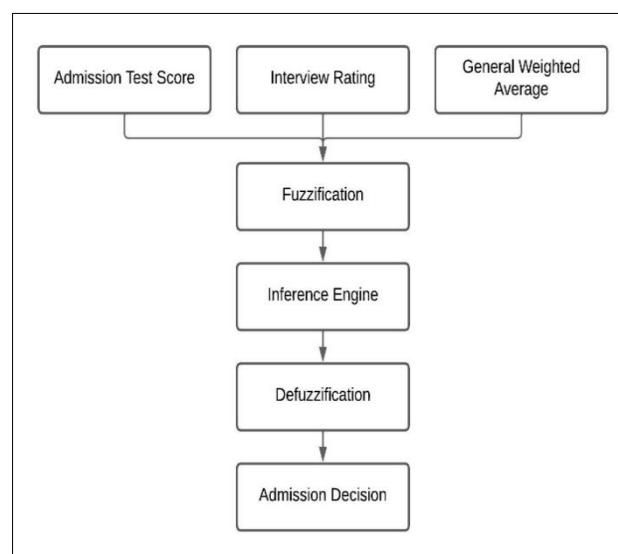 Admission Test Score
Interview Rating
General Weighted
Average
Fuzzification
Inference Engine
Defuzzification
Admission Decision